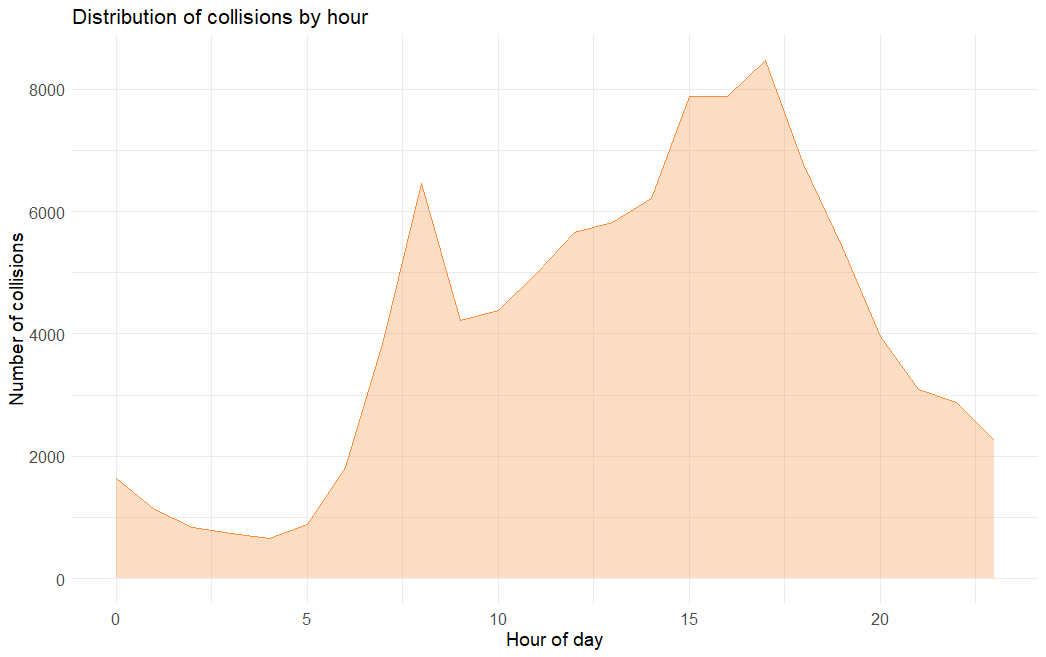 Distribution of collisions by hour
8000
6000
4000
2000
0
Number of collisions
0 5 10 15 20
Hour of day